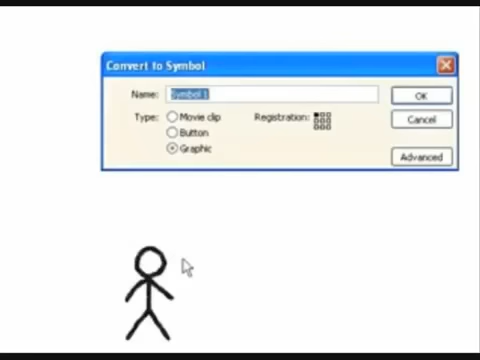 Convert to Symbol
Name: Symbol 1
OK
Type: Movie clip
Registration:
Cancel
Button
Graphic
Advanced